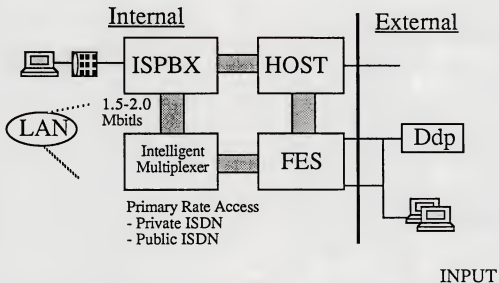 Internal
External
ISPBX
HOST
1.5-2.0
Mbitls
LAN
Ddp
Intelligent
Multiplexer
FES
Primary Rate Access
- Private ISDN
- Public ISDN
INPUT